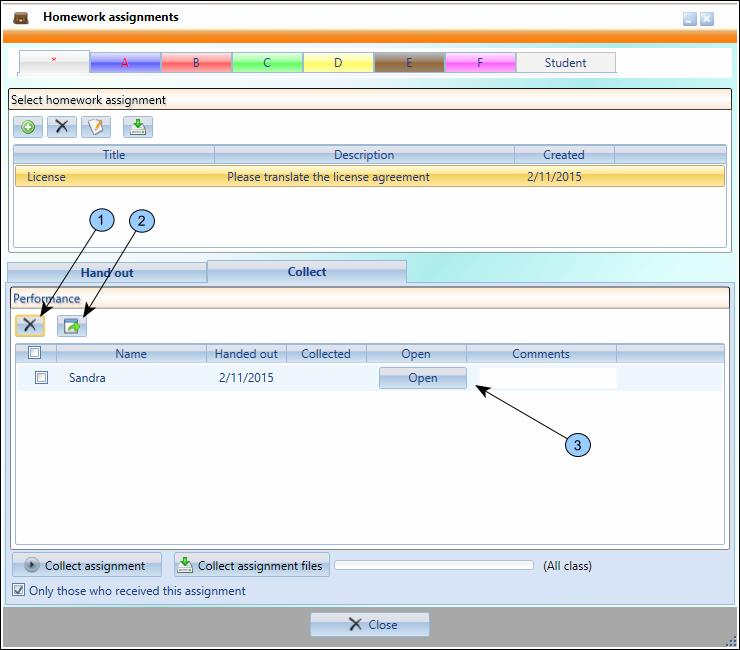 Homework assignments
* A B C D E F Student
Select homework assignment
Title Description Created
License Please translate the license agreement 2/11/2015
1 2
Hand out Collect
Performance
Name Handed out Collected Open Comments
Sandra 2/11/2015 Open
3
Collect assignment Collect assignment files (All class)
Only those who received this assignment
Close